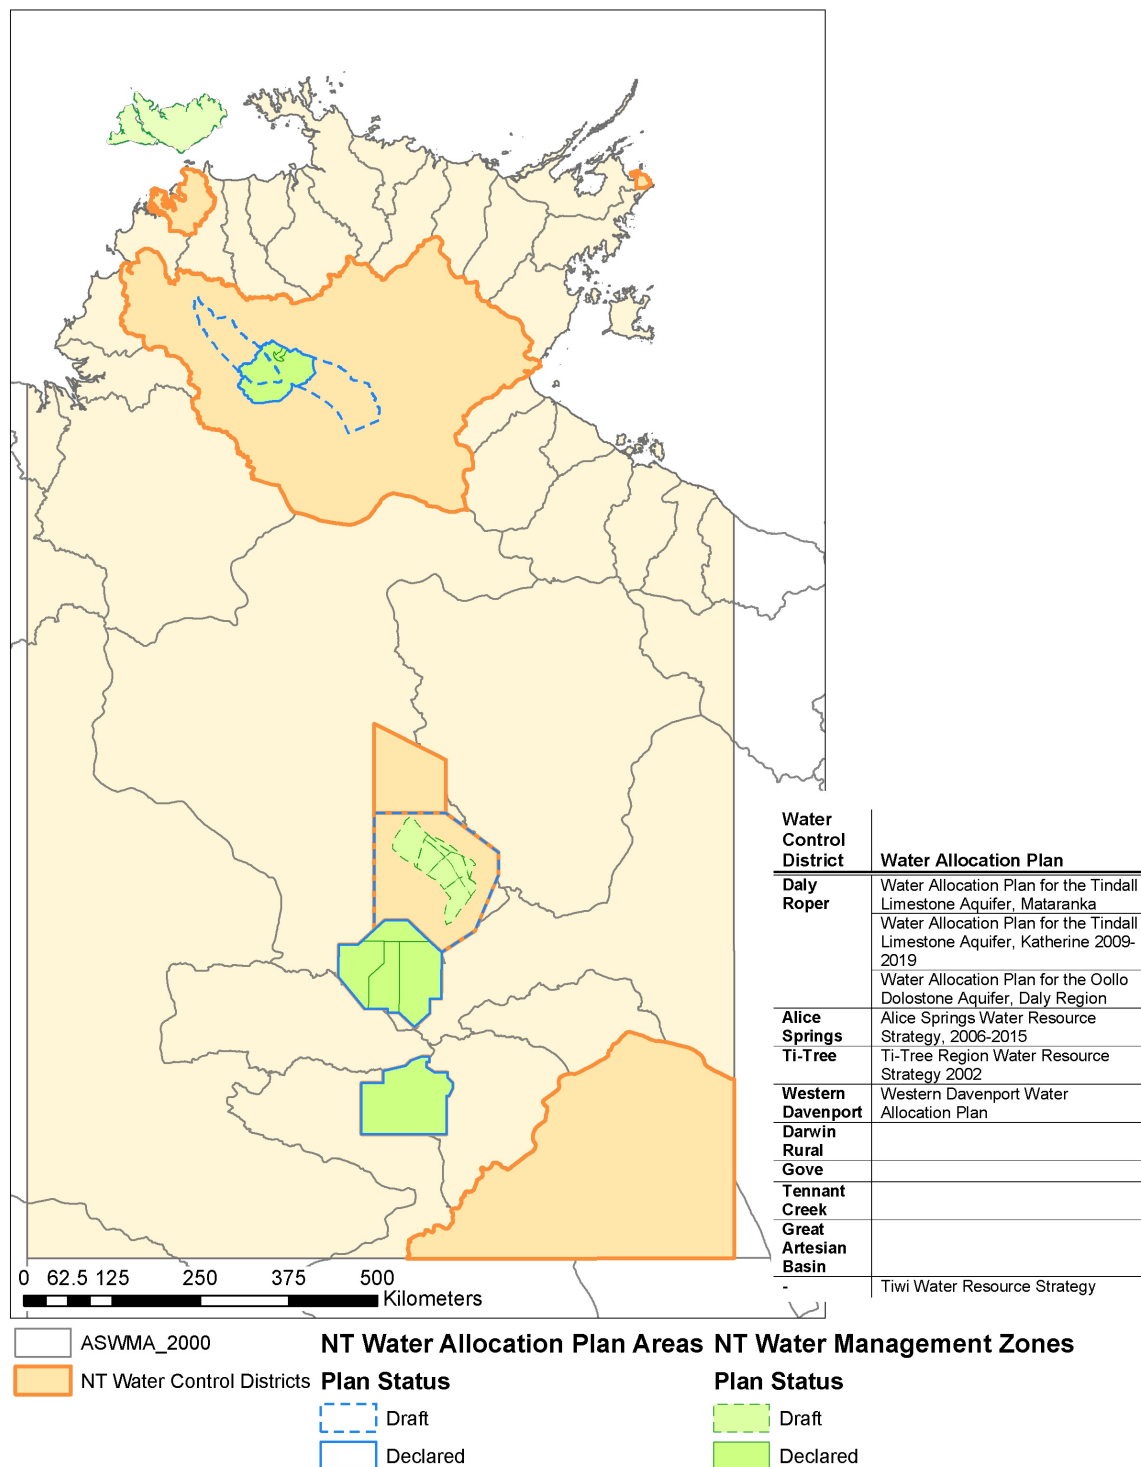 Water
Control
District
Water Allocation Plan
Daly
Roper
Water Allocation Plan for the Tindall
Limestone Aquifer, Mataranka
Water Allocation Plan for the Tindall
Limestone Aquifer, Katherine 2009-
2019
Water Allocation Plan for the Oollo
Dolostone Aquifer, Daly Region
Alice
Springs
Alice Springs Water Resource
Strategy, 2006-2015
Ti-Tree
Ti-Tree Region Water Resource
Strategy 2002
Western
Davenport
Western Davenport Water
Allocation Plan
Darwin
Rural
Gove
Tennant
Creek
Great
Artesian
Basin
-
Tiwi Water Resource Strategy
0 62.5 125 250 375 500
Kilometers
ASWMA_2000
NT Water Control Districts
NT Water Allocation Plan Areas
Plan Status
Draft
Declared
NT Water Management Zones
Plan Status
Draft
Declared